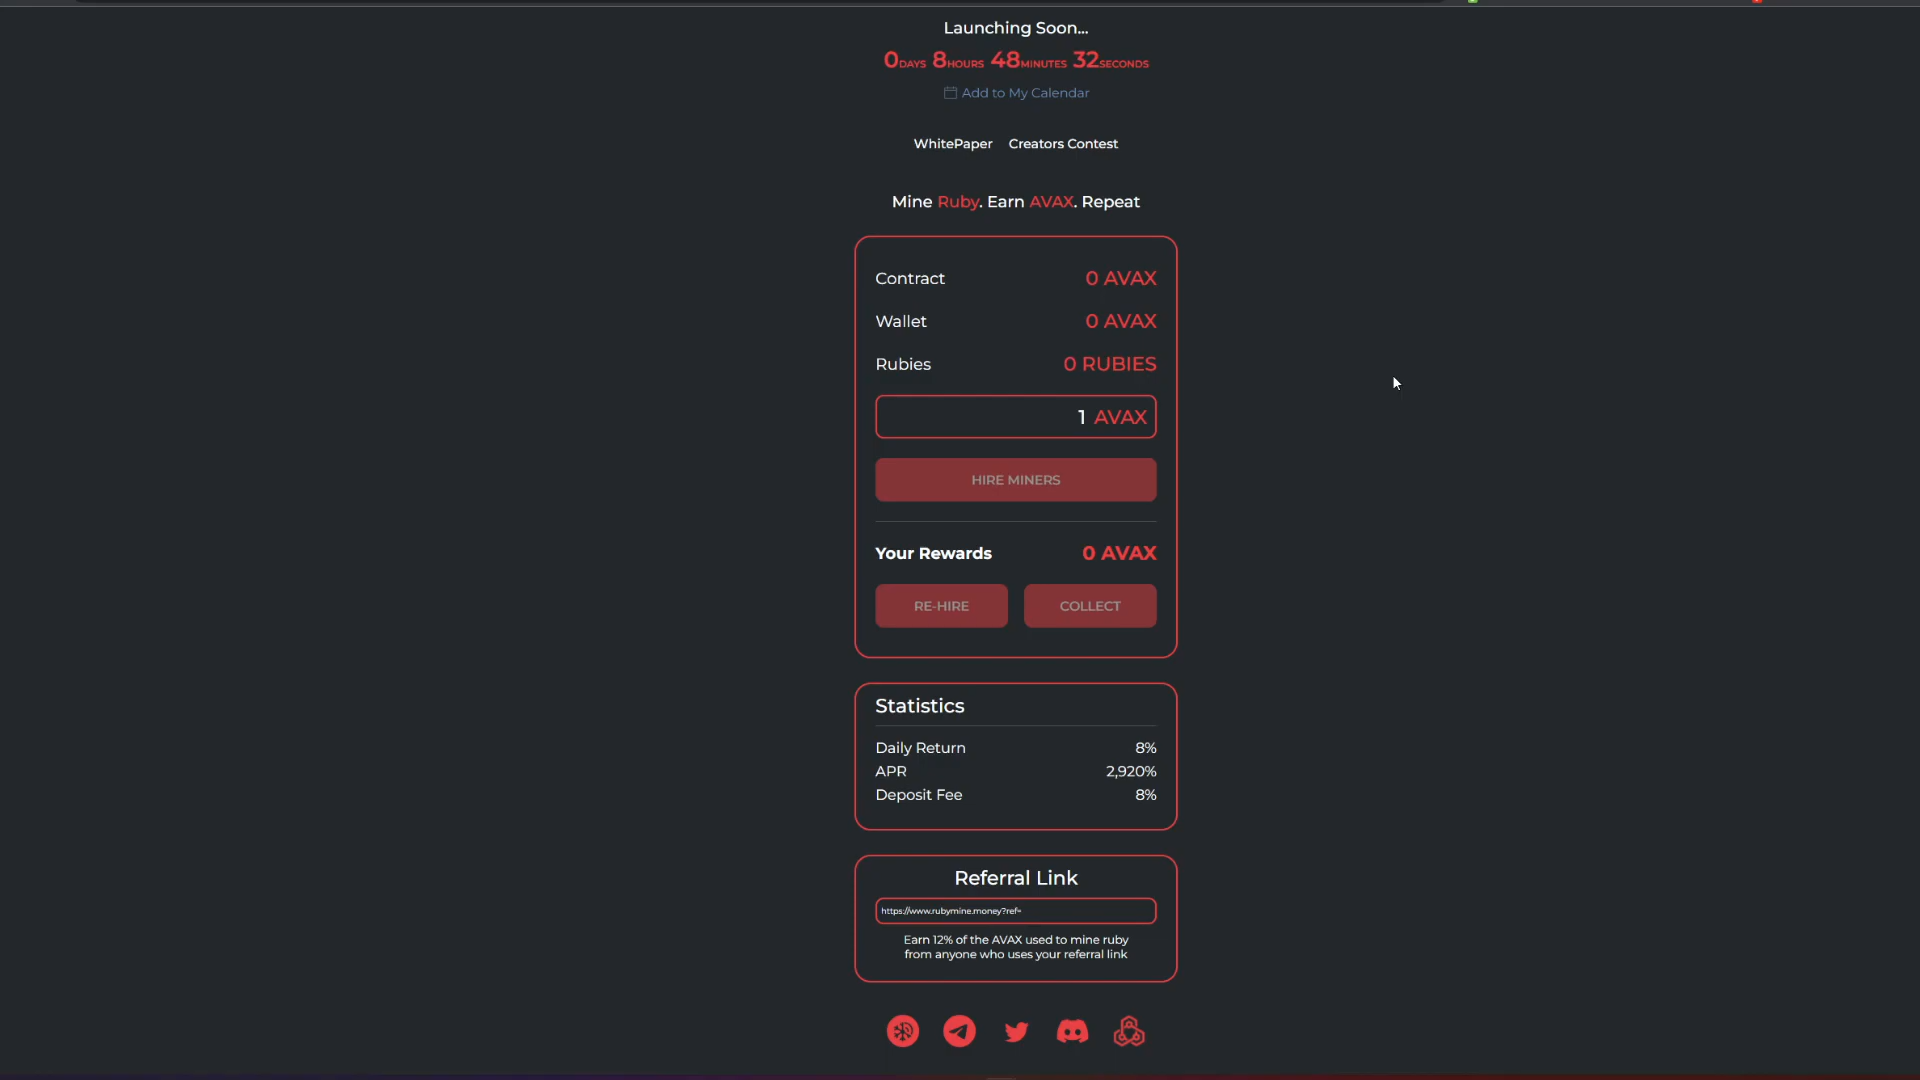 Launching Soon...
0DAYS 8HOURS 48MINUTES 32SECONDS
Add to My Calendar
WhitePaper Creators Contest
Mine Ruby. Earn AVAX. Repeat
Contract 0 AVAX
Wallet 0 AVAX
Rubies 0 RUBIES
1 AVAX
HIRE MINERS
Your Rewards 0 AVAX
RE-HIRE COLLECT
Statistics
Daily Return 8%
APR 2,920%
Deposit Fee 8%
Referral Link
https://www.rubymine.money?ref=
Earn 12% of the AVAX used to mine ruby
from anyone who uses your referral link